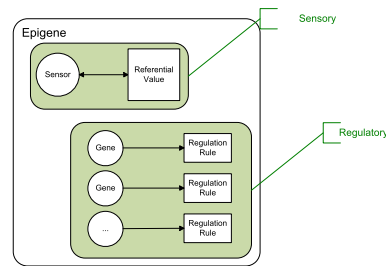 Sensory
Epigene
Sensor
Referential
Value
Regulatory
Gene
Regulation
Rule
Gene
Regulation
Rule
...
Regulation
Rule